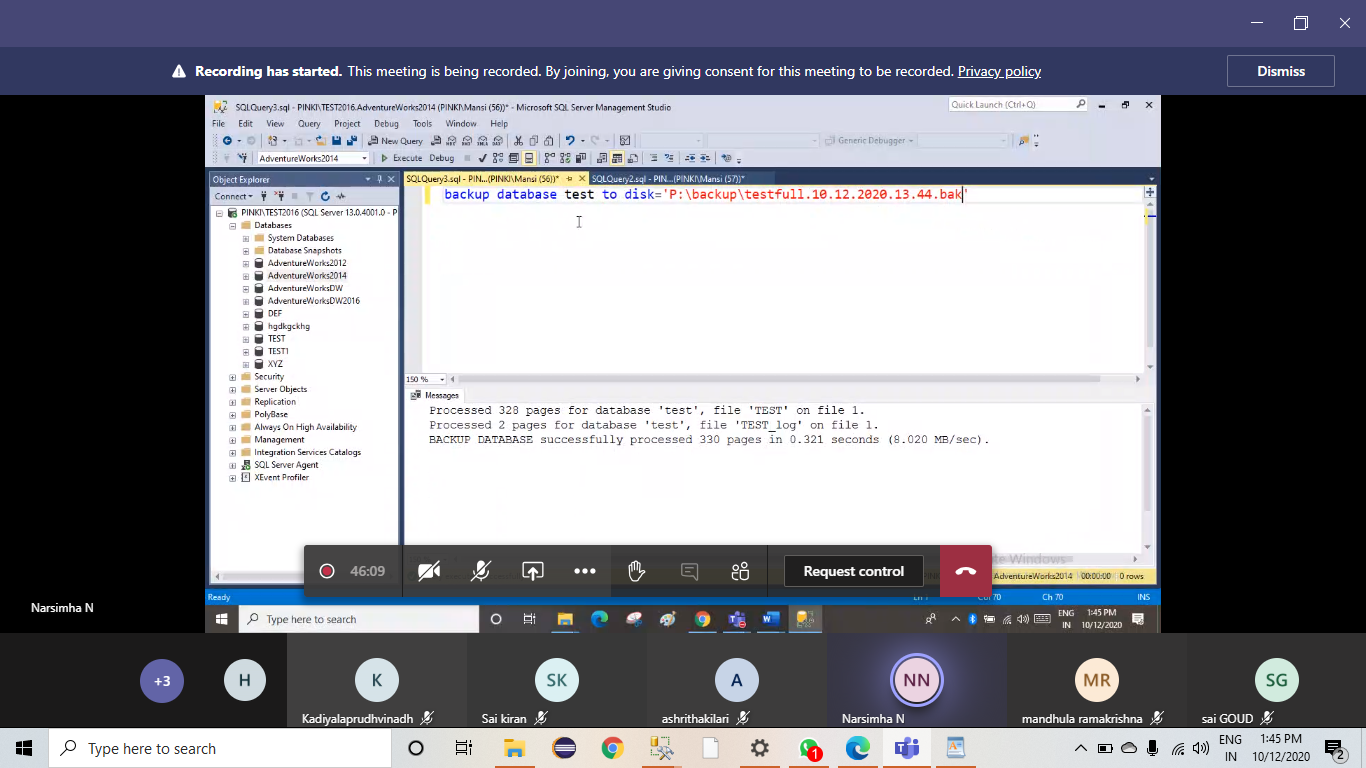 Recording has started. This meeting is being recorded. By joining, you are giving consent for this meeting to be recorded. Privacy policy
Dismiss
SQLQuery3.sql - PINKI\TEST2016.AdventureWorks2014 (PINKI\Mansi (56))* - Microsoft SQL Server Management Studio
Quick Launch (Ctrl+Q)
File Edit View Query Project Debug Tools Window Help
New Query
Generic Debugger
AdventureWorks2014
Execute Debug
Object Explorer
SQLQuery3.sql - PIN...(PINKI\Mansi (56))*
SQLQuery2.sql - PIN...(PINKI\Mansi (57))*
Connect
PINKI\TEST2016 (SQL Server 13.0.4001.0 - P
Databases
System Databases
Database Snapshots
AdventureWorks2012
AdventureWorks2014
AdventureWorksDW
AdventureWorksDW2016
DEF
hgdkgckhg
TEST
TEST1
XYZ
Security
Server Objects
Replication
PolyBase
Always On High Availability
Management
Integration Services Catalogs
SQL Server Agent
XEvent Profiler
backup database test to disk='P:\backup\testfull.10.12.2020.13.44.bak'
150 %
Messages
Processed 328 pages for database 'test', file 'TEST' on file 1.
Processed 2 pages for database 'test', file 'TEST_log' on file 1.
BACKUP DATABASE successfully processed 330 pages in 0.321 seconds (8.020 MB/sec).
46:09
Request control
AdventureWorks2014 00:00:00 0 rows
Ready
Col 70
Ch 70
INS
Narsimha N
Type here to search
ENG
IN
1:45 PM
10/12/2020
+3
H
K
Kadiyalaprudhvinadh
SK
Sai kiran
A
ashrithakilari
NN
Narsimha N
MR
mandhula ramakrishna
SG
sai GOUD
Type here to search
1
ENG
IN
1:45 PM
10/12/2020
2